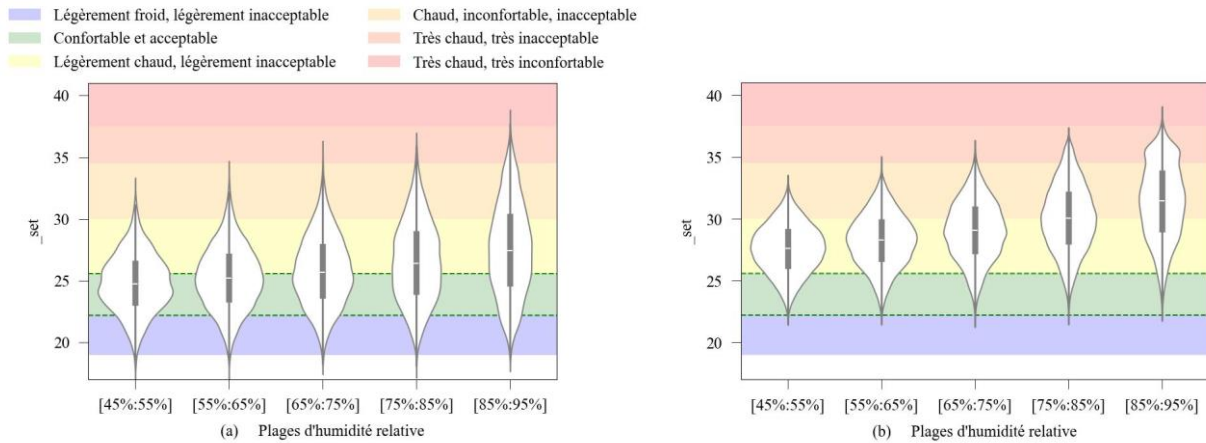 Légèrement froid, légèrement inacceptable
Confortable et acceptable
Légèrement chaud, légèrement inacceptable
Chaud, inconfortable, inacceptable
Très chaud, très inacceptable
Très chaud, très inconfortable
40
35
30
25
20
_set
[45%:55%] [55%:65%] [65%:75%] [75%:85%] [85%:95%]
(a) Plages d'humidité relative
40
35
30
25
20
_set
[45%:55%] [55%:65%] [65%:75%] [75%:85%] [85%:95%]
(b) Plages d'humidité relative